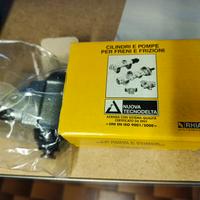 CILINDRI E POMPE
PER FRENI E FRIZIONI
NUOVA
TECNODELTA
AZIENDA CON SISTEMA QUALITÀ
CERTIFICATO DA DNV
= UNI EN ISO 9001/2000 =
RHIAG